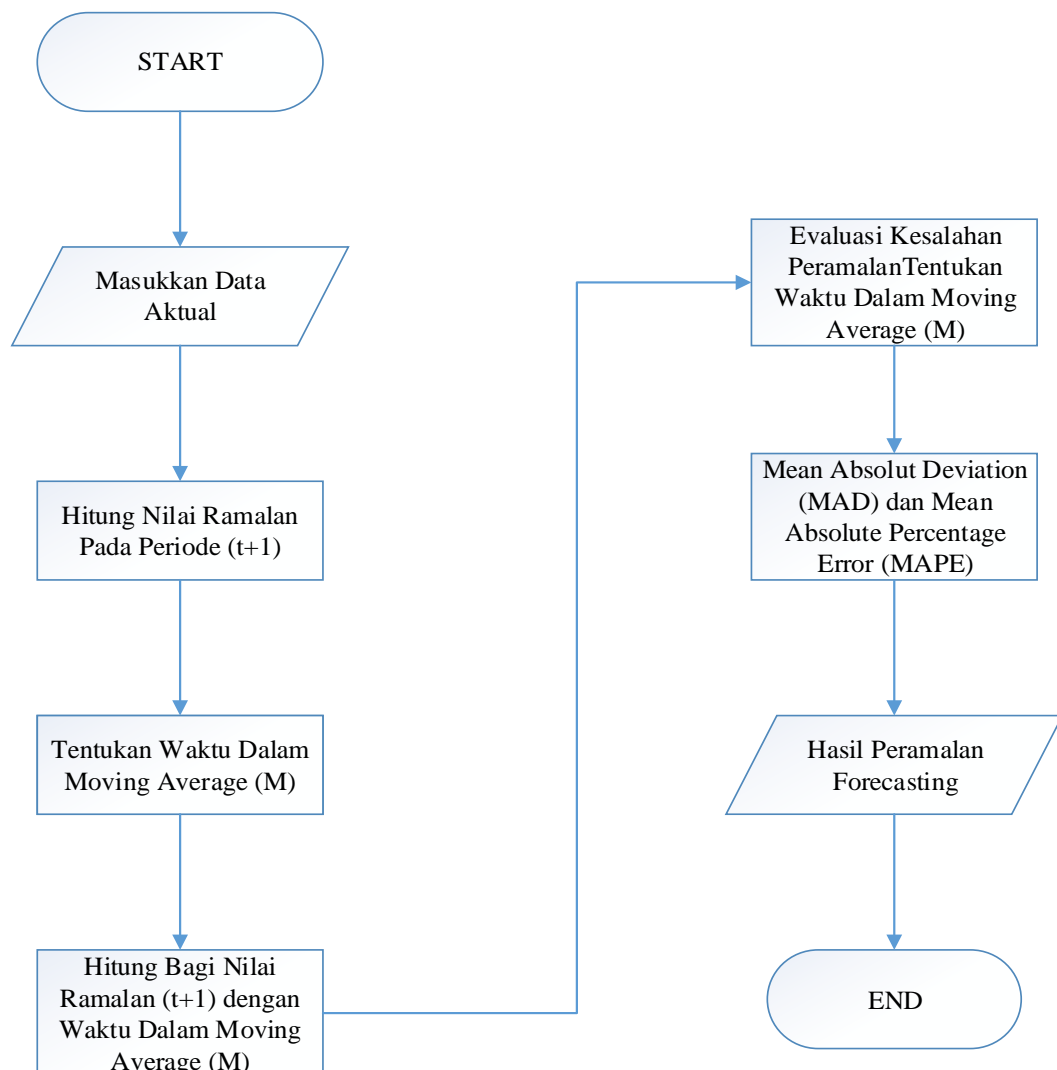 START
Masukkan Data
Aktual
Hitung Nilai Ramalan
Pada Periode (t+1)
Tentukan Waktu Dalam
Moving Average (M)
Hitung Bagi Nilai
Ramalan (t+1) dengan
Waktu Dalam Moving
Average (M)
Evaluasi Kesalahan
PeramalanTentukan
Waktu Dalam Moving
Average (M)
Mean Absolut Deviation
(MAD) dan Mean
Absolute Percentage
Error (MAPE)
Hasil Peramalan
Forecasting
END